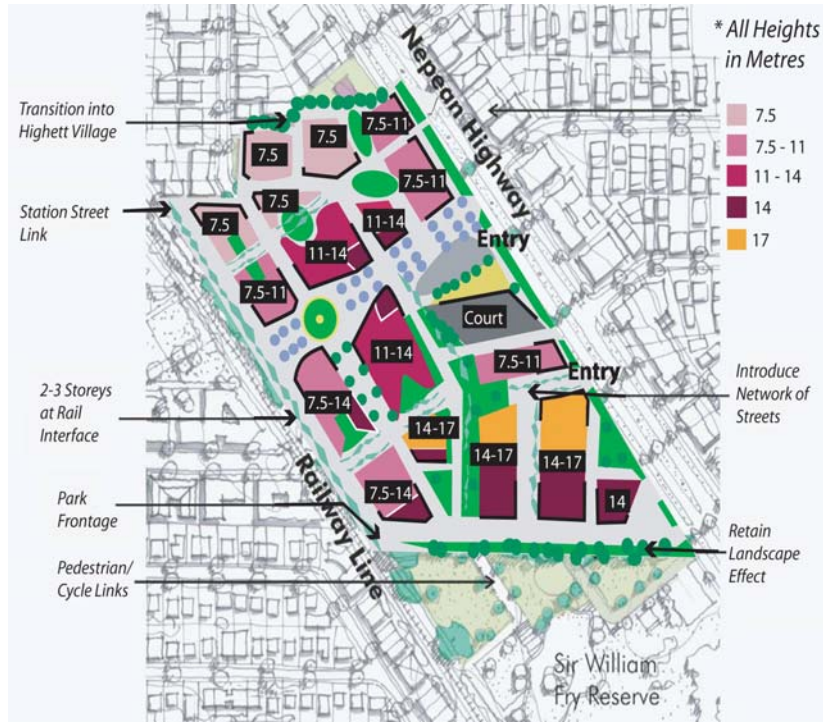 * All Heights
in Metres
7.5
7.5 - 11
11 - 14
14
17
Nepean Highway
Transition into
Highett Village
Station Street
Link
2-3 Storeys
at Rail
Interface
Park
Frontage
Pedestrian/
Cycle Links
Railway Line
7.5-11
7.5
7.5
7.5-11
7.5
7.5
11-14
11-14
Entry
7.5-11
Court
11-14
7.5-11
Entry
7.5-14
14-17
14-17
14-17
7.5-14
14
Introduce
Network of
Streets
Retain
Landscape
Effect
Sir William
Fry Reserve